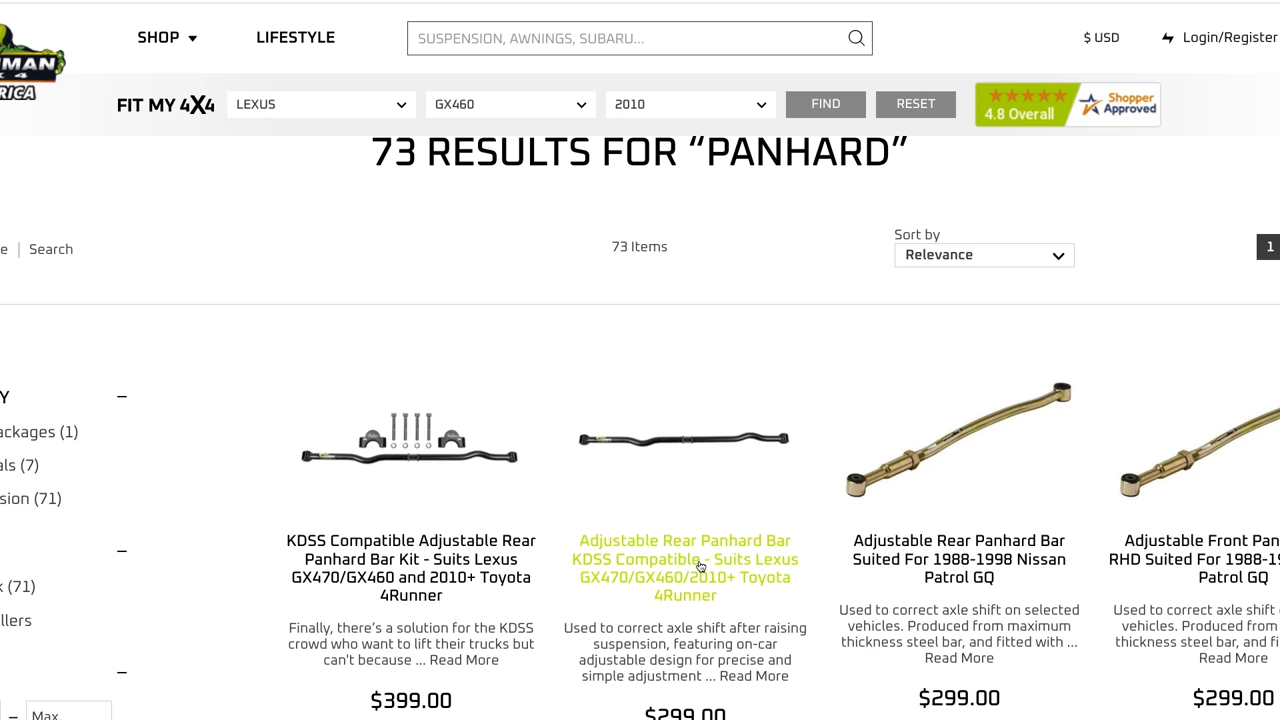 SHOP
LIFESTYLE
SUSPENSION, AWNINGS, SUBARU...
$ USD
Login/Register
MAN
X 4
RICA
FIT MY 4X4
LEXUS
GX460
2010
FIND
RESET
4.8 Overall
Shopper
Approved
73 RESULTS FOR “PANHARD”
e | Search
73 Items
Sort by
Relevance
1
Y
ackages (1)
als (7)
sion (71)
k (71)
llers
– Max.
KDSS Compatible Adjustable Rear
Panhard Bar Kit - Suits Lexus
GX470/GX460 and 2010+ Toyota
4Runner
Finally, there’s a solution for the KDSS
crowd who want to lift their trucks but
can't because ... Read More
$399.00
Adjustable Rear Panhard Bar
KDSS Compatible - Suits Lexus
GX470/GX460/2010+ Toyota
4Runner
Used to correct axle shift after raising
suspension, featuring on-car
adjustable design for precise and
simple adjustment ... Read More
$299.00
Adjustable Rear Panhard Bar
Suited For 1988-1998 Nissan
Patrol GQ
Used to correct axle shift on selected
vehicles. Produced from maximum
thickness steel bar, and fitted with ...
Read More
$299.00
Adjustable Front Pan
RHD Suited For 1988-1
Patrol GQ
Used to correct axle shift
vehicles. Produced from
thickness steel bar, and fi
Read More
$299.00